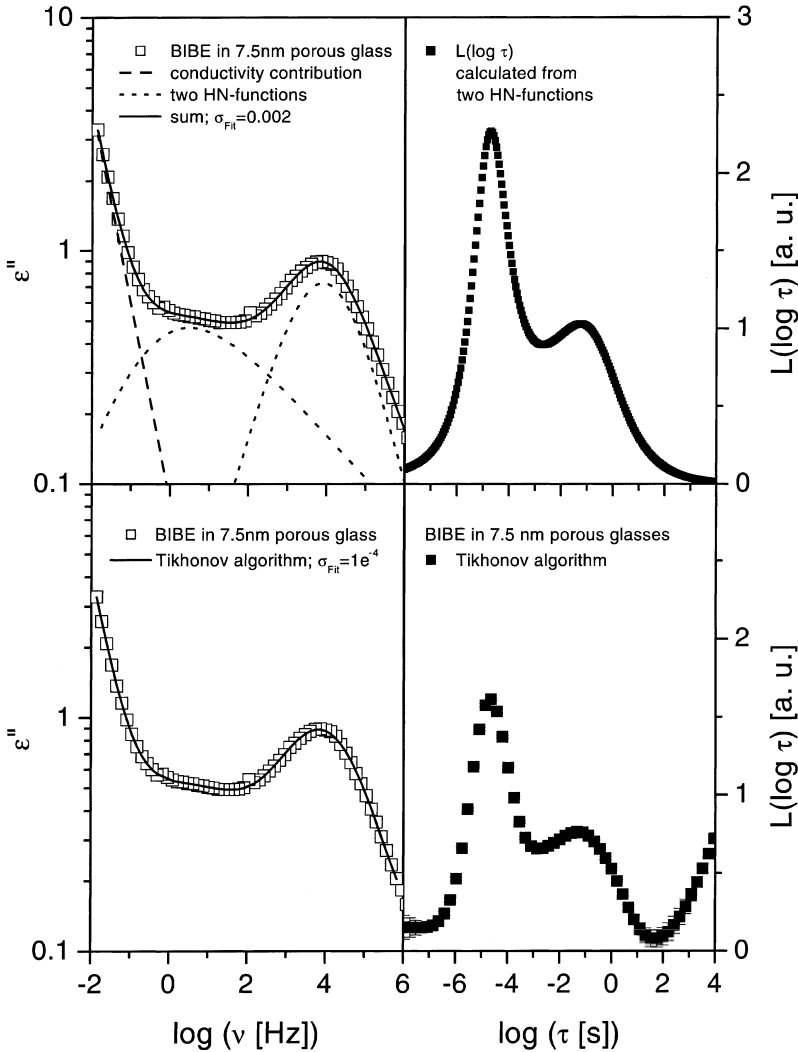 10
1
0.1
ε"
BIBE in 7.5nm porous glass
conductivity contribution
two HN-functions
sum; σFit=0.002
L(log τ)
calculated from
two HN-functions
3
2
1
0
L(log τ) [a. u.]
1
0.1
ε"
BIBE in 7.5nm porous glass
Tikhonov algorithm; σFit=1e-4
BIBE in 7.5 nm porous glasses
Tikhonov algorithm
2
1
0
L(log τ) [a. u.]
-2 0 2 4 6 -6 -4 -2 0 2 4
log (ν [Hz]) log (τ [s])